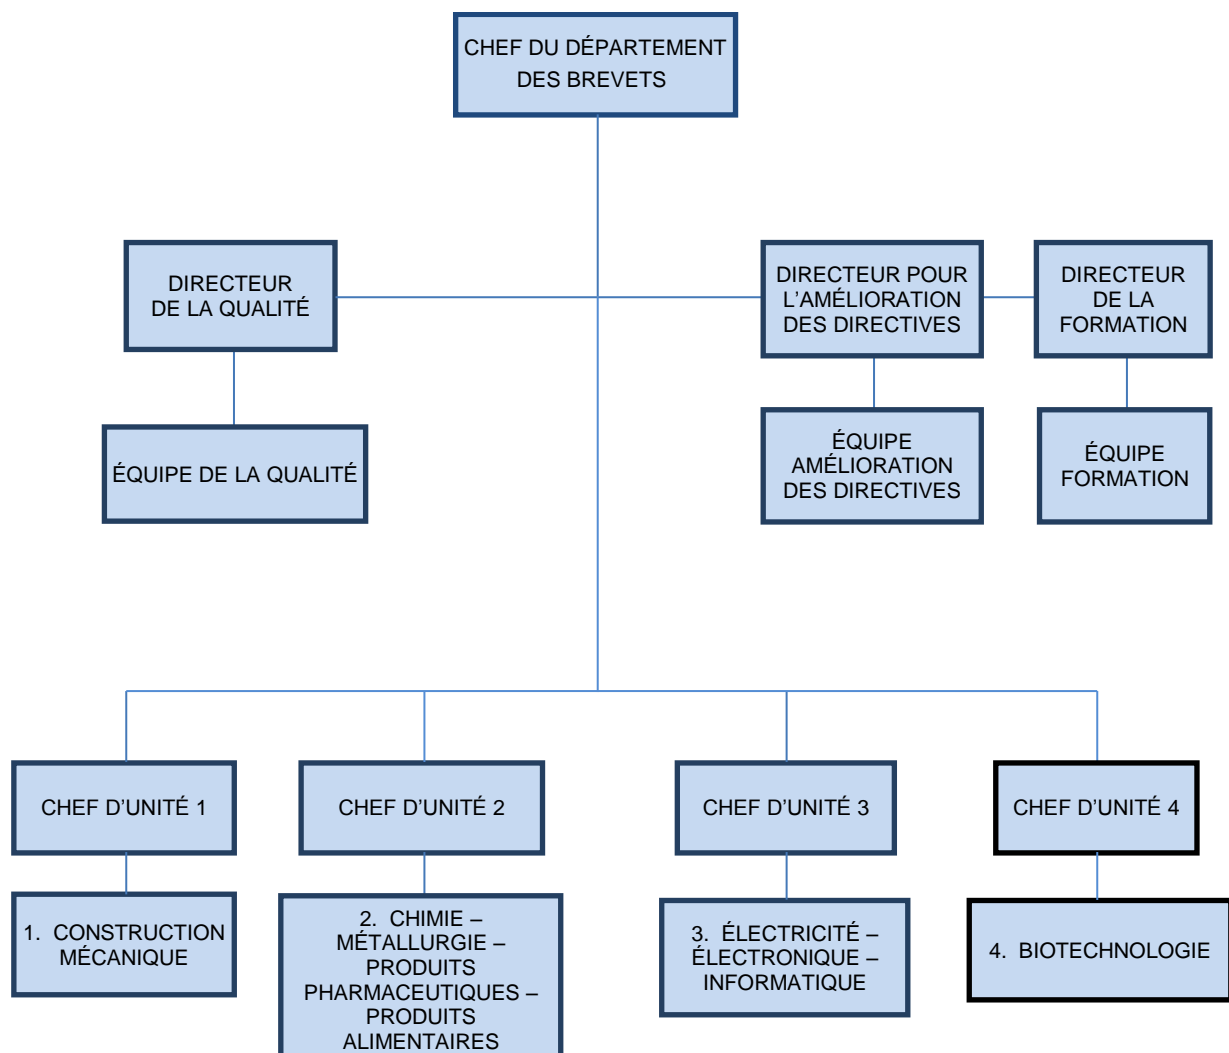 CHEF DU DÉPARTEMENT
DES BREVETS
DIRECTEUR
DE LA QUALITÉ
DIRECTEUR POUR
L’AMÉLIORATION
DES DIRECTIVES
DIRECTEUR
DE LA
FORMATION
ÉQUIPE DE LA QUALITÉ
ÉQUIPE
AMÉLIORATION
DES DIRECTIVES
ÉQUIPE
FORMATION
CHEF D’UNITÉ 1
CHEF D’UNITÉ 2
CHEF D’UNITÉ 3
CHEF D’UNITÉ 4
1. CONSTRUCTION
MÉCANIQUE
2. CHIMIE –
MÉTALLURGIE –
PRODUITS
PHARMACEUTIQUES –
PRODUITS
ALIMENTAIRES
3. ÉLECTRICITÉ –
ÉLECTRONIQUE –
INFORMATIQUE
4. BIOTECHNOLOGIE